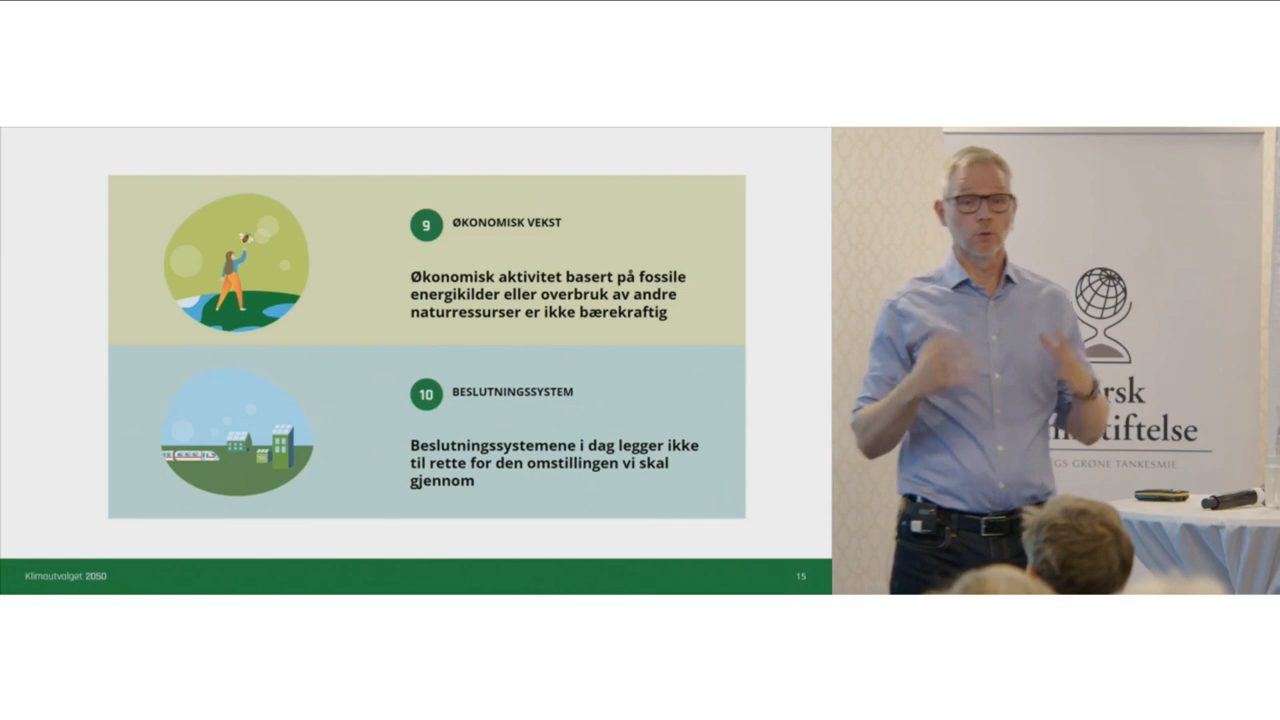 9 ØKONOMISK VEKST
Økonomisk aktivitet basert på fossile
energikilder eller overbruk av andre
naturressurser er ikke bærekraftig
10 BESLUTNINGSSYSTEM
Beslutningssystemene i dag legger ikke
til rette for den omstillingen vi skal
gjennom
Klimautvalget 2050
15
rsk
stiftelse
GS GRØNE TANKESMIE